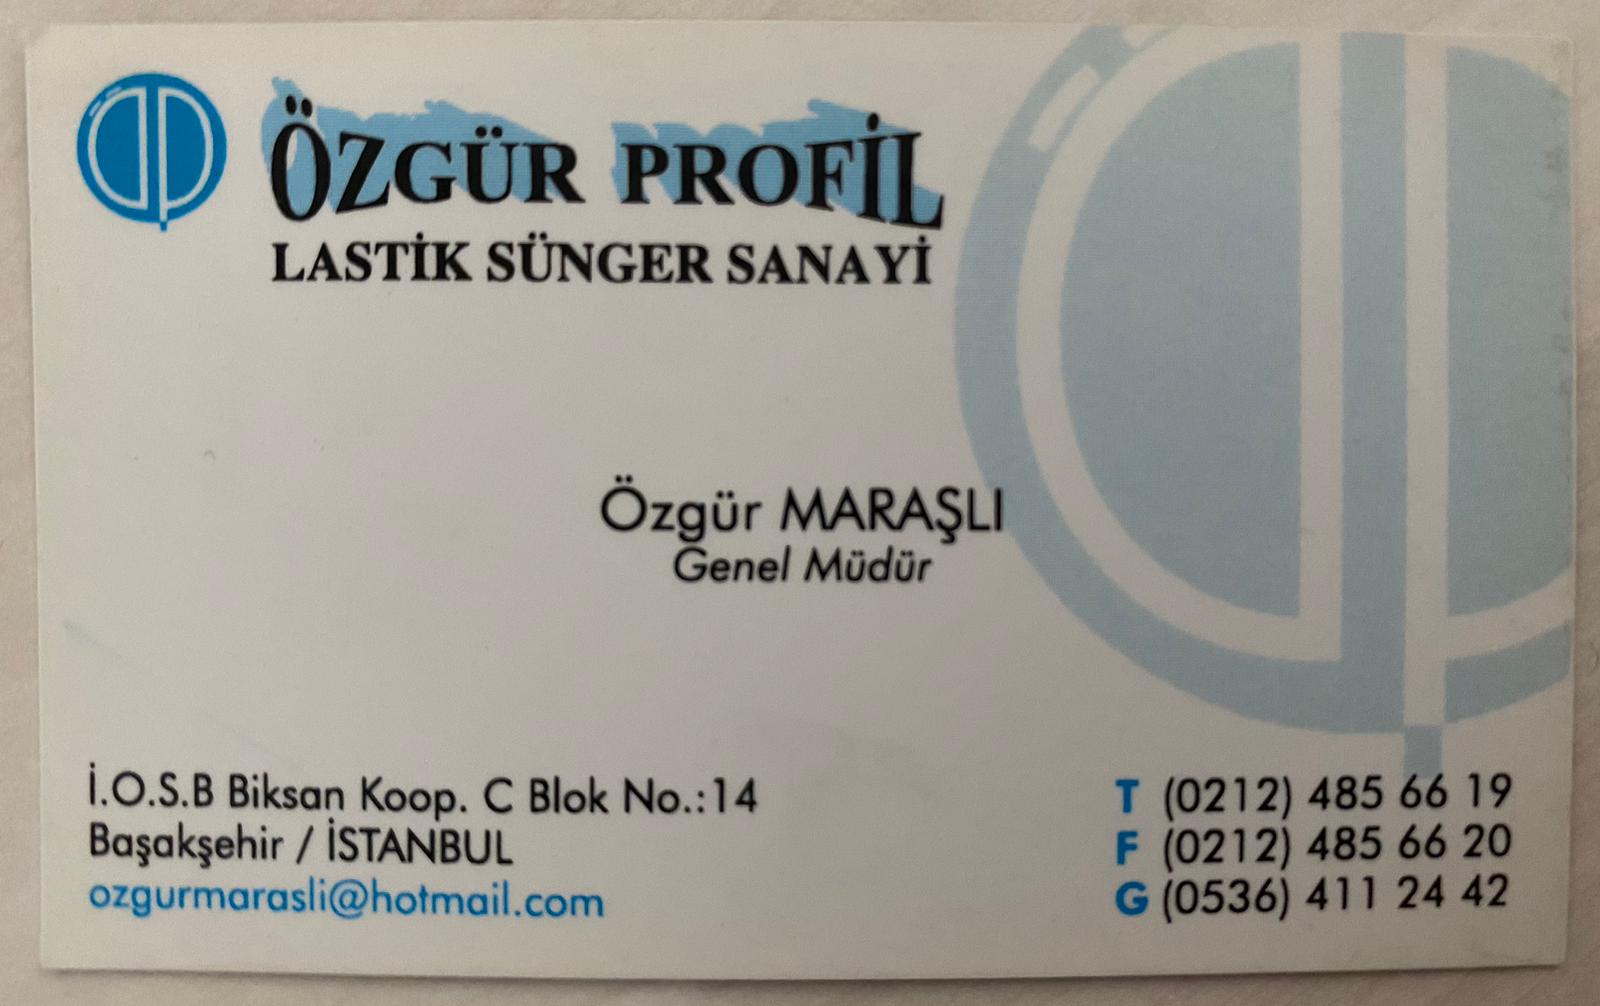 ÖZGÜR PROFİL
LASTİK SÜNGER SANAYİ
Özgür MARAŞLI
Genel Müdür
İ.O.S.B Biksan Koop. C Blok No.:14
Başakşehir / İSTANBUL
ozgurmarasli@hotmail.com
T (0212) 485 66 19
F (0212) 485 66 20
G (0536) 411 24 42